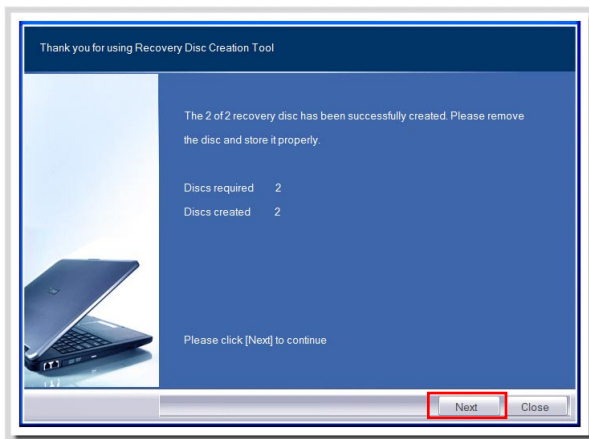 Thank you for using Recovery Disc Creation Tool
The 2 of 2 recovery disc has been successfully created. Please remove
the disc and store it properly.
Discs required 2
Discs created 2
Please click [Next] to continue
Next Close